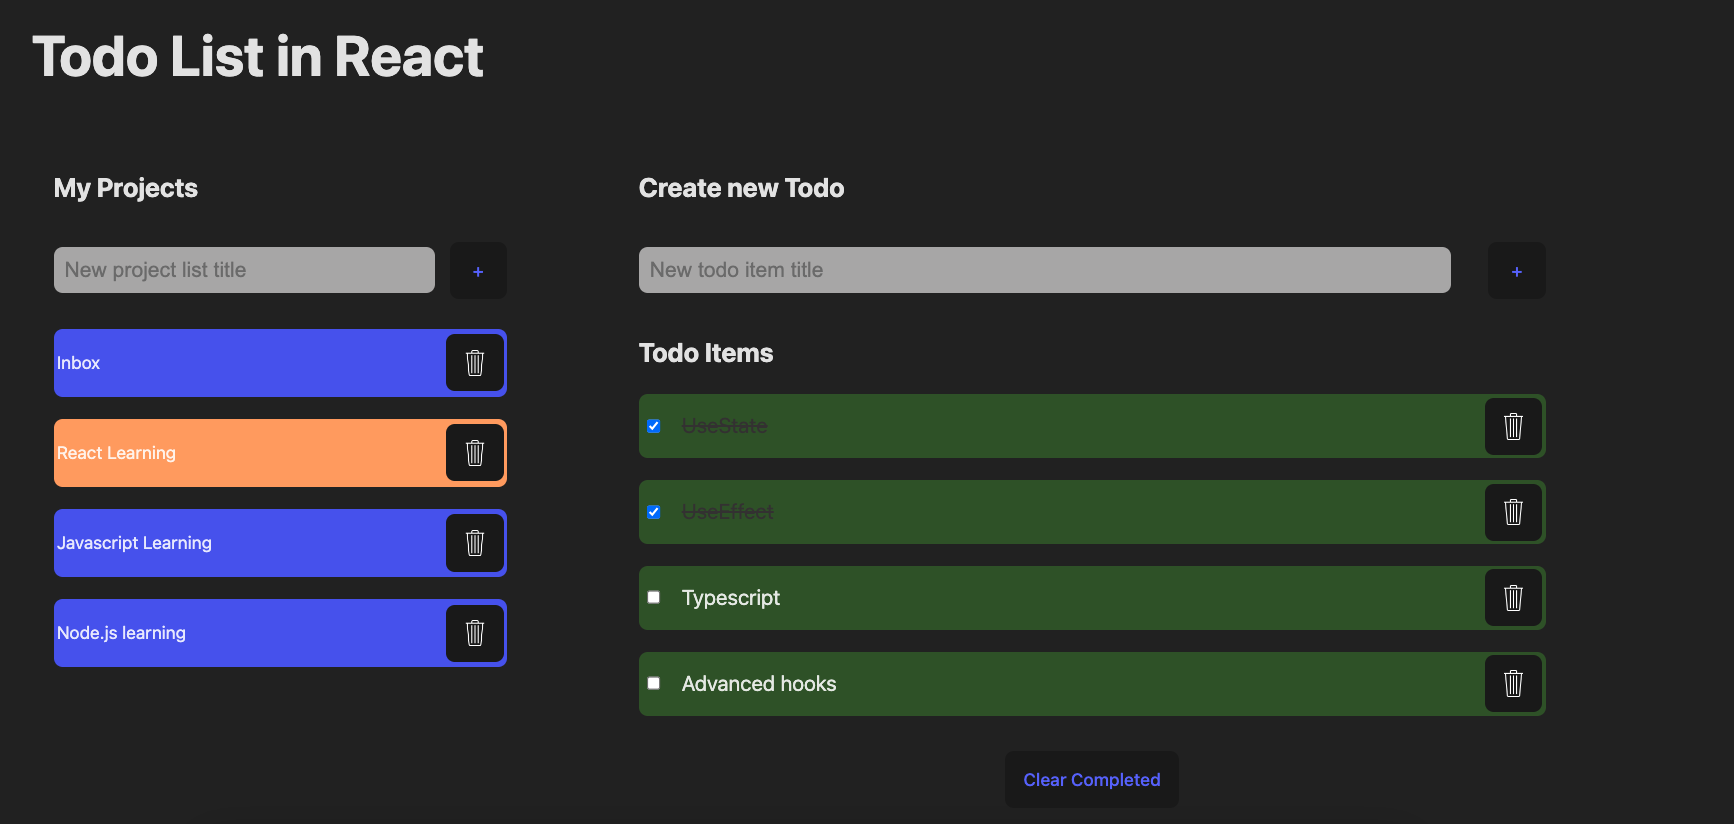 Todo List in React
My Projects
New project list title
+
Inbox
React Learning
Javascript Learning
Node.js learning
Create new Todo
New todo item title
+
Todo Items
UseState
UseEffect
Typescript
Advanced hooks
Clear Completed